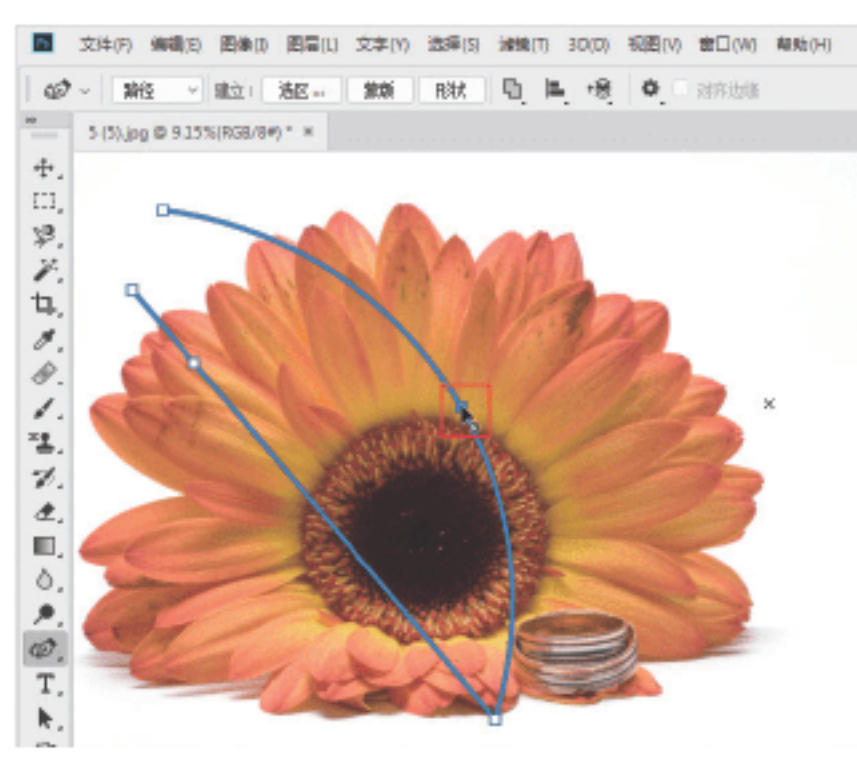 Ps 文件(F) 编辑(E) 图像(I) 图层(L) 文字(Y) 选择(S) 滤镜(T) 3D(D) 视图(V) 窗口(W) 帮助(H)
路径 建立: 选区... 蒙版 形状 对齐边缘
5 (5).jpg @ 9.15%(RGB/8#) * ×
T